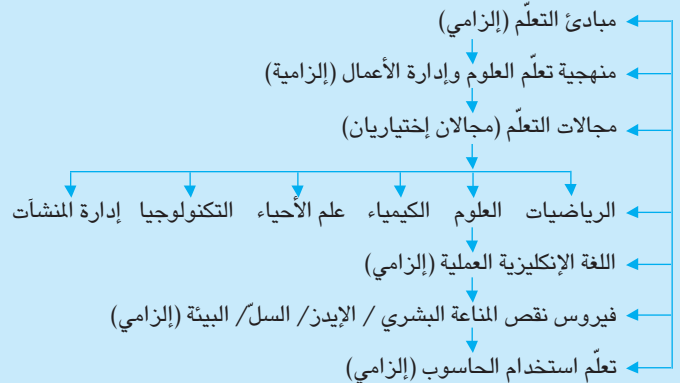 مبادئ التعلّم (إلزامي)
منهجية تعلّم العلوم وإدارة الأعمال (إلزامية)
مجالات التعلّم (مجالان إختياريان)
الرياضيات العلوم الكيمياء علم الأحياء التكنولوجيا إدارة المنشآت
اللغة الإنكليزية العملية (إلزامي)
فيروس نقص المناعة البشري / الإيدز/ السلّ/ البيئة (إلزامي)
تعلّم استخدام الحاسوب (إلزامي)